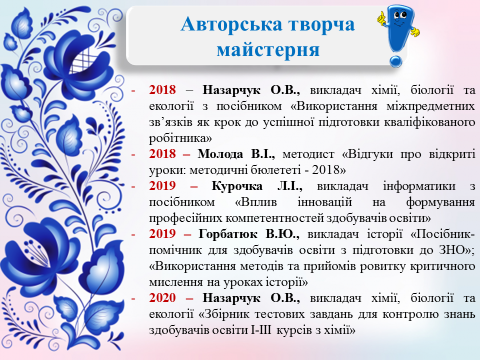 Авторська творча
майстерня
- 2018 – Назарчук О.В., викладач хімії, біології та
екології з посібником «Використання міжпредметних
зв’язків як крок до успішної підготовки кваліфікованого
робітника»
- 2018 – Молода В.І., методист «Відгуки про відкриті
уроки: методичні бюлететі - 2018»
- 2019 – Курочка Л.І., викладач інформатики з
посібником «Вплив інновацій на формування
професійних компетентностей здобувачів освіти»
- 2019 – Горбатюк В.Ю., викладач історії «Посібник-
помічник для здобувачів освіти з підготовки до ЗНО»;
«Використання методів та прийомів ровитку критичного
мислення на уроках історії»
- 2020 – Назарчук О.В., викладач хімії, біології та
екології «Збірник тестових завдань для контролю знань
здобувачів освіти І-ІІІ курсів з хімії»